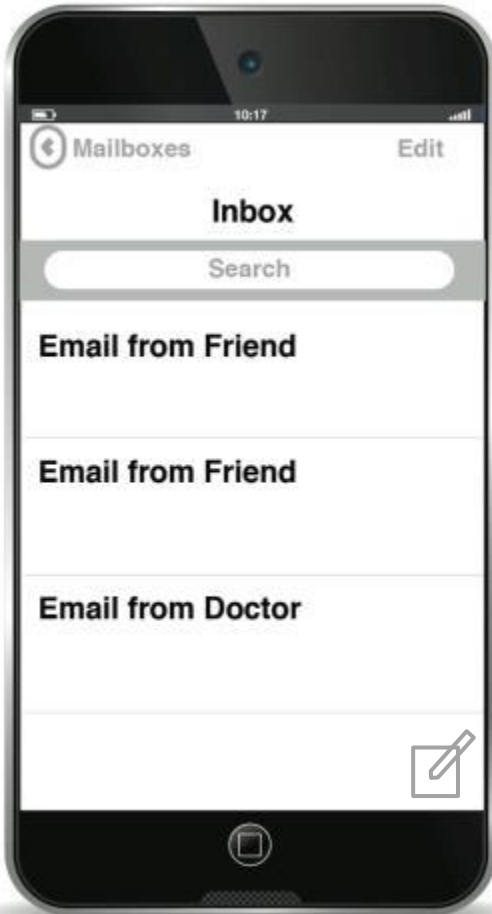 10:17
Mailboxes Edit
Inbox
Search
Email from Friend
Email from Friend
Email from Doctor